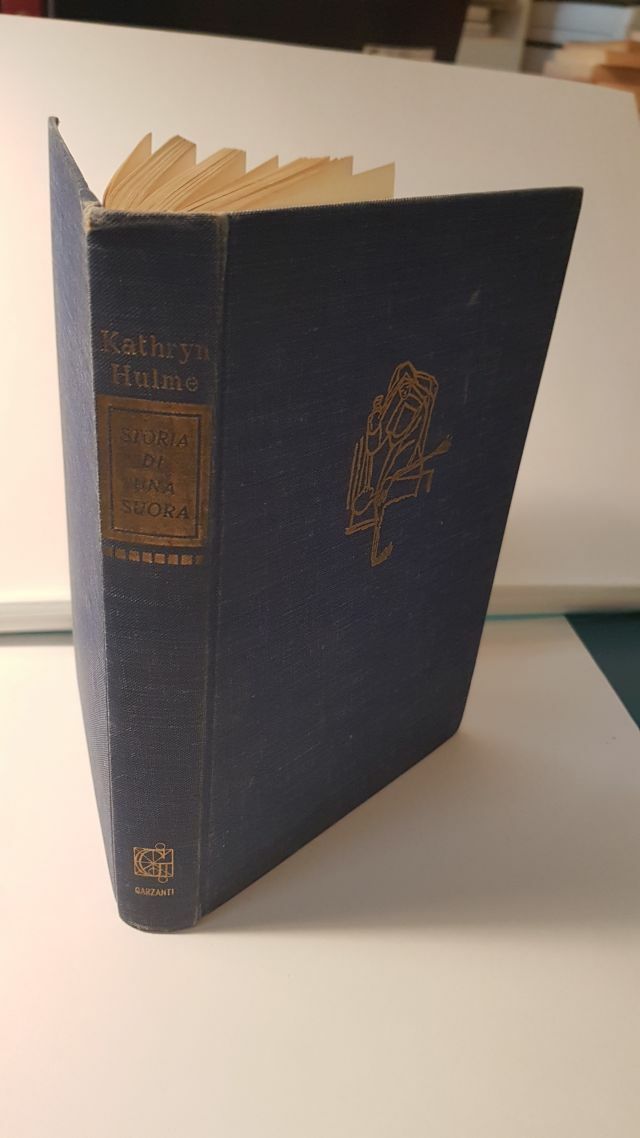 Kathryn
Hulme
STORIA
DI
UNA
SUORA
GARZANTI